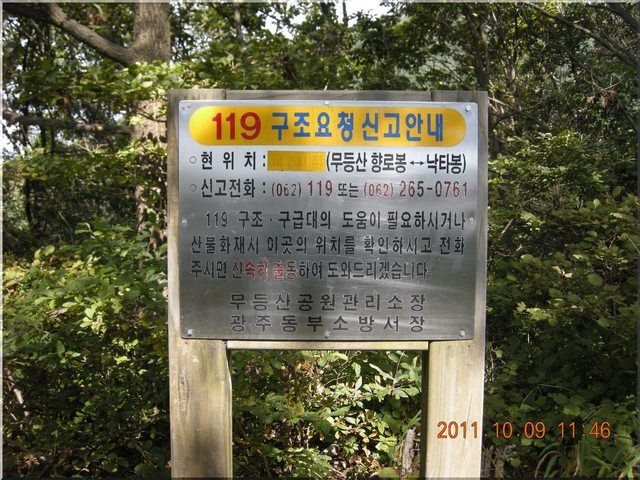 119 구조요청신고안내
○ 현 위 치 : (무등산 향로봉 ↔ 낙타봉)
○ 신고전화 : (062) 119 또는 (062) 265-0761
119 구조·구급대의 도움이 필요하시거나
산불화재시 이곳의 위치를 확인하시고 전화
주시면 신속히 출동하여 도와드리겠습니다.
무등산공원관리소장
광주동부소방서장
2011.10.09 11:46